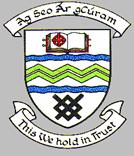 Ag Seo Ár gCúram
This We hold in Trust